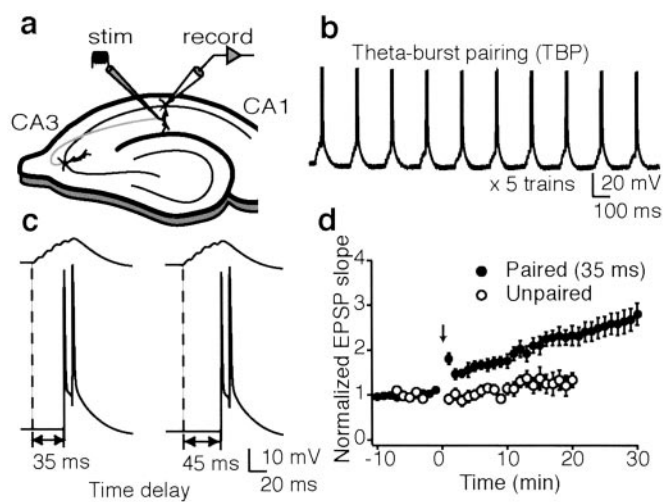 a
stim
record
CA3
CA1
b
Theta-burst pairing (TBP)
x 5 trains
20 mV
100 ms
c
35 ms
45 ms
10 mV
20 ms
Time delay
d
Normalized EPSP slope
4
3
2
1
0
Paired (35 ms)
Unpaired
-10
0
10
20
30
Time (min)